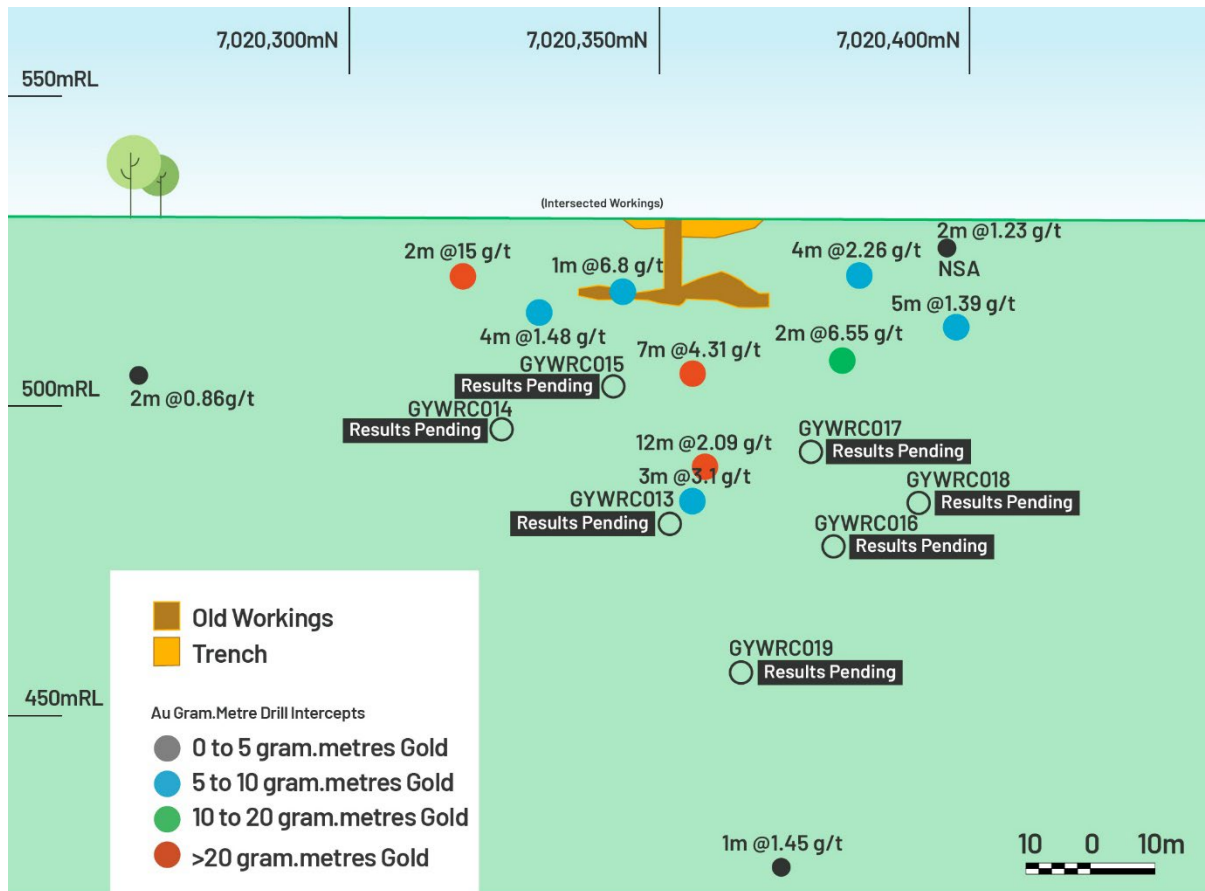 7,020,300mN
7,020,350mN
7,020,400mN
550mRL
(Intersected Workings)
2m @1.23 g/t
NSA
2m @15 g/t
1m @6.8 g/t
4m @2.26 g/t
5m @1.39 g/t
4m @1.48 g/t
7m @4.31 g/t
2m @6.55 g/t
GYWRC015
Results Pending
500mRL
2m @0.86g/t
GYWRC014
Results Pending
12m @2.09 g/t
GYWRC017
Results Pending
3m @3.1 g/t
GYWRC013
Results Pending
GYWRC018
Results Pending
GYWRC016
Results Pending
GYWRC019
Results Pending
450mRL
Old Workings
Trench
Au Gram.Metre Drill Intercepts
0 to 5 gram.metres Gold
5 to 10 gram.metres Gold
10 to 20 gram.metres Gold
>20 gram.metres Gold
1m @1.45 g/t
10 0 10m